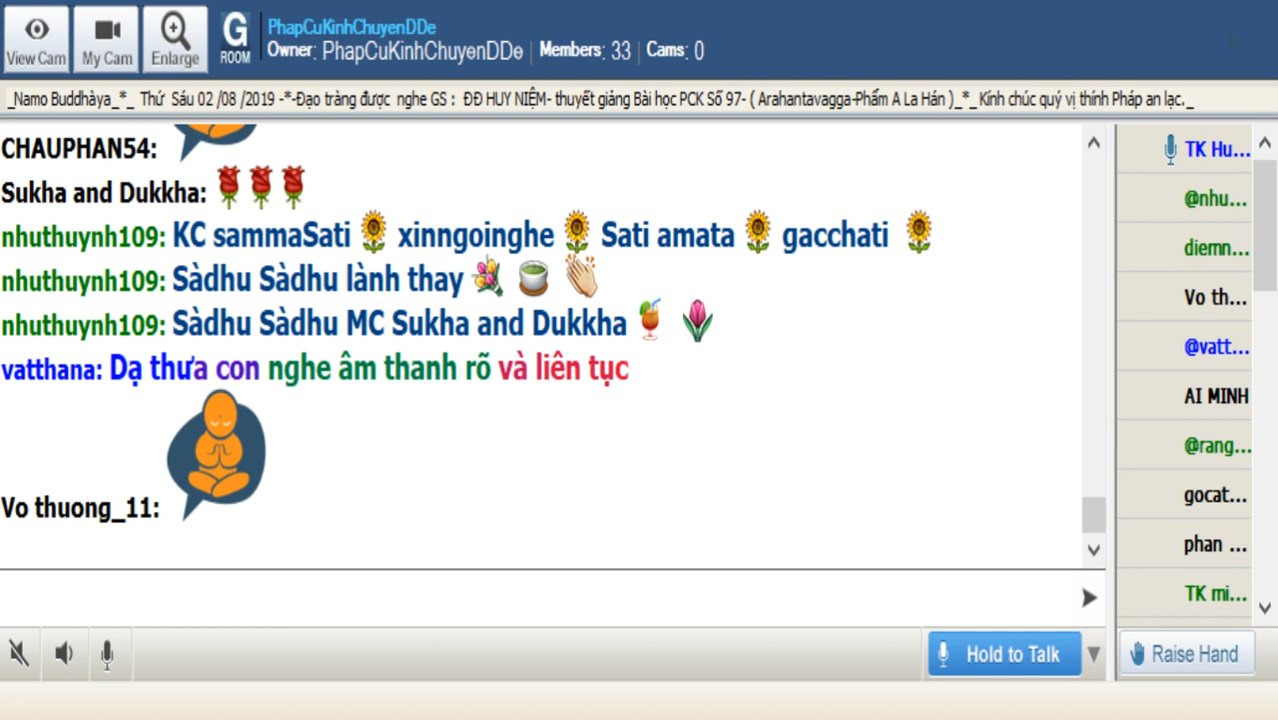 View Cam
My Cam
Enlarge
G
ROOM
PhapCuKinhChuyenDDe
Owner: PhapCuKinhChuyenDDe | Members: 33 | Cams: 0
_Namo Buddhàya_*_ Thứ Sáu 02 /08 /2019 -*-Đạo tràng được nghe GS : ĐĐ HUY NIỆM- thuyết giảng Bài học PCK Số 97- ( Arahantavagga-Phẩm A La Hán )_*_ Kính chúc quý vị thính Pháp an lạc._
CHAUPHAN54:
Sukha and Dukkha:
nhuthuynh109: KC sammaSati xinngoinghe Sati amata gacchati
nhuthuynh109: Sàdhu Sàdhu lành thay
nhuthuynh109: Sàdhu Sàdhu MC Sukha and Dukkha
vatthana: Dạ thưa con nghe âm thanh rõ và liên tục
Vo thuong_11:
TK Hu...
@nhu...
diemn...
Vo th...
@vatt...
AI MINH
@rang...
gocat...
phan ...
TK mi...
Hold to Talk
Raise Hand